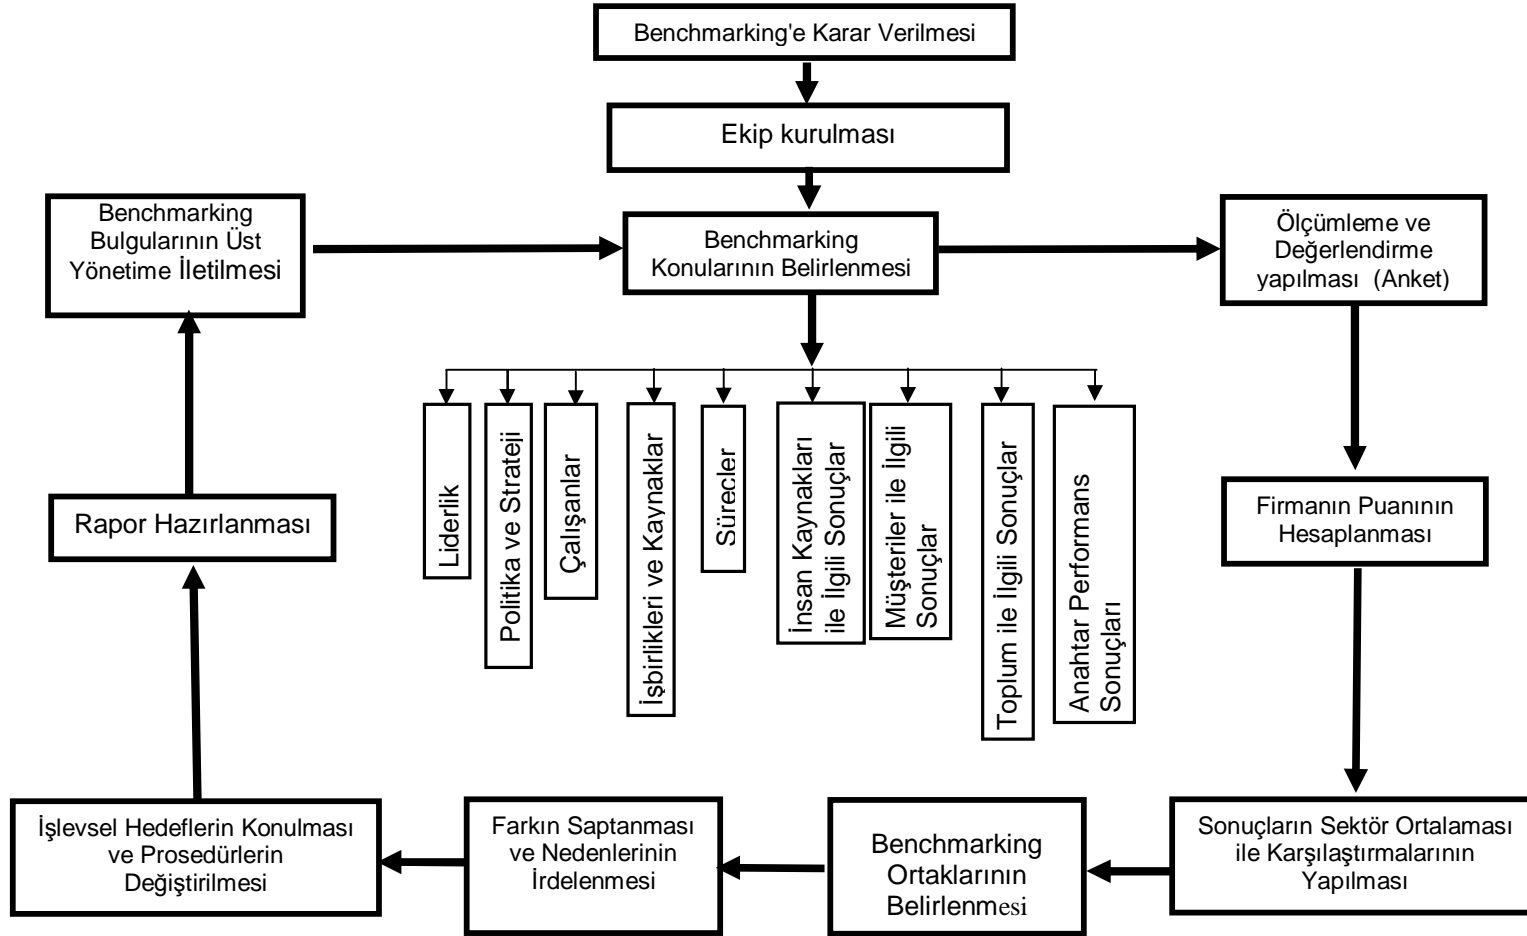 Benchmarking'e Karar Verilmesi
Ekip kurulması
Benchmarking
Bulgularının Üst
Yönetime İletilmesi
Benchmarking
Konularının Belirlenmesi
Ölçümleme ve
Değerlendirme
yapılması (Anket)
Liderlik
Politika ve Strateji
Çalışanlar
İşbirlikleri ve Kaynaklar
Sürecler
İnsan Kaynakları
ile İlgili Sonuçlar
Müşteriler ile İlgili
Sonuçlar
Toplum ile İlgili Sonuçlar
Anahtar Performans
Sonuçları
Rapor Hazırlanması
Firmanın Puanının
Hesaplanması
İşlevsel Hedeflerin Konulması
ve Prosedürlerin
Değiştirilmesi
Farkın Saptanması
ve Nedenlerinin
İrdelenmesi
Benchmarking
Ortaklarının
Belirlenmesi
Sonuçların Sektör Ortalaması
ile Karşılaştırmalarının
Yapılması